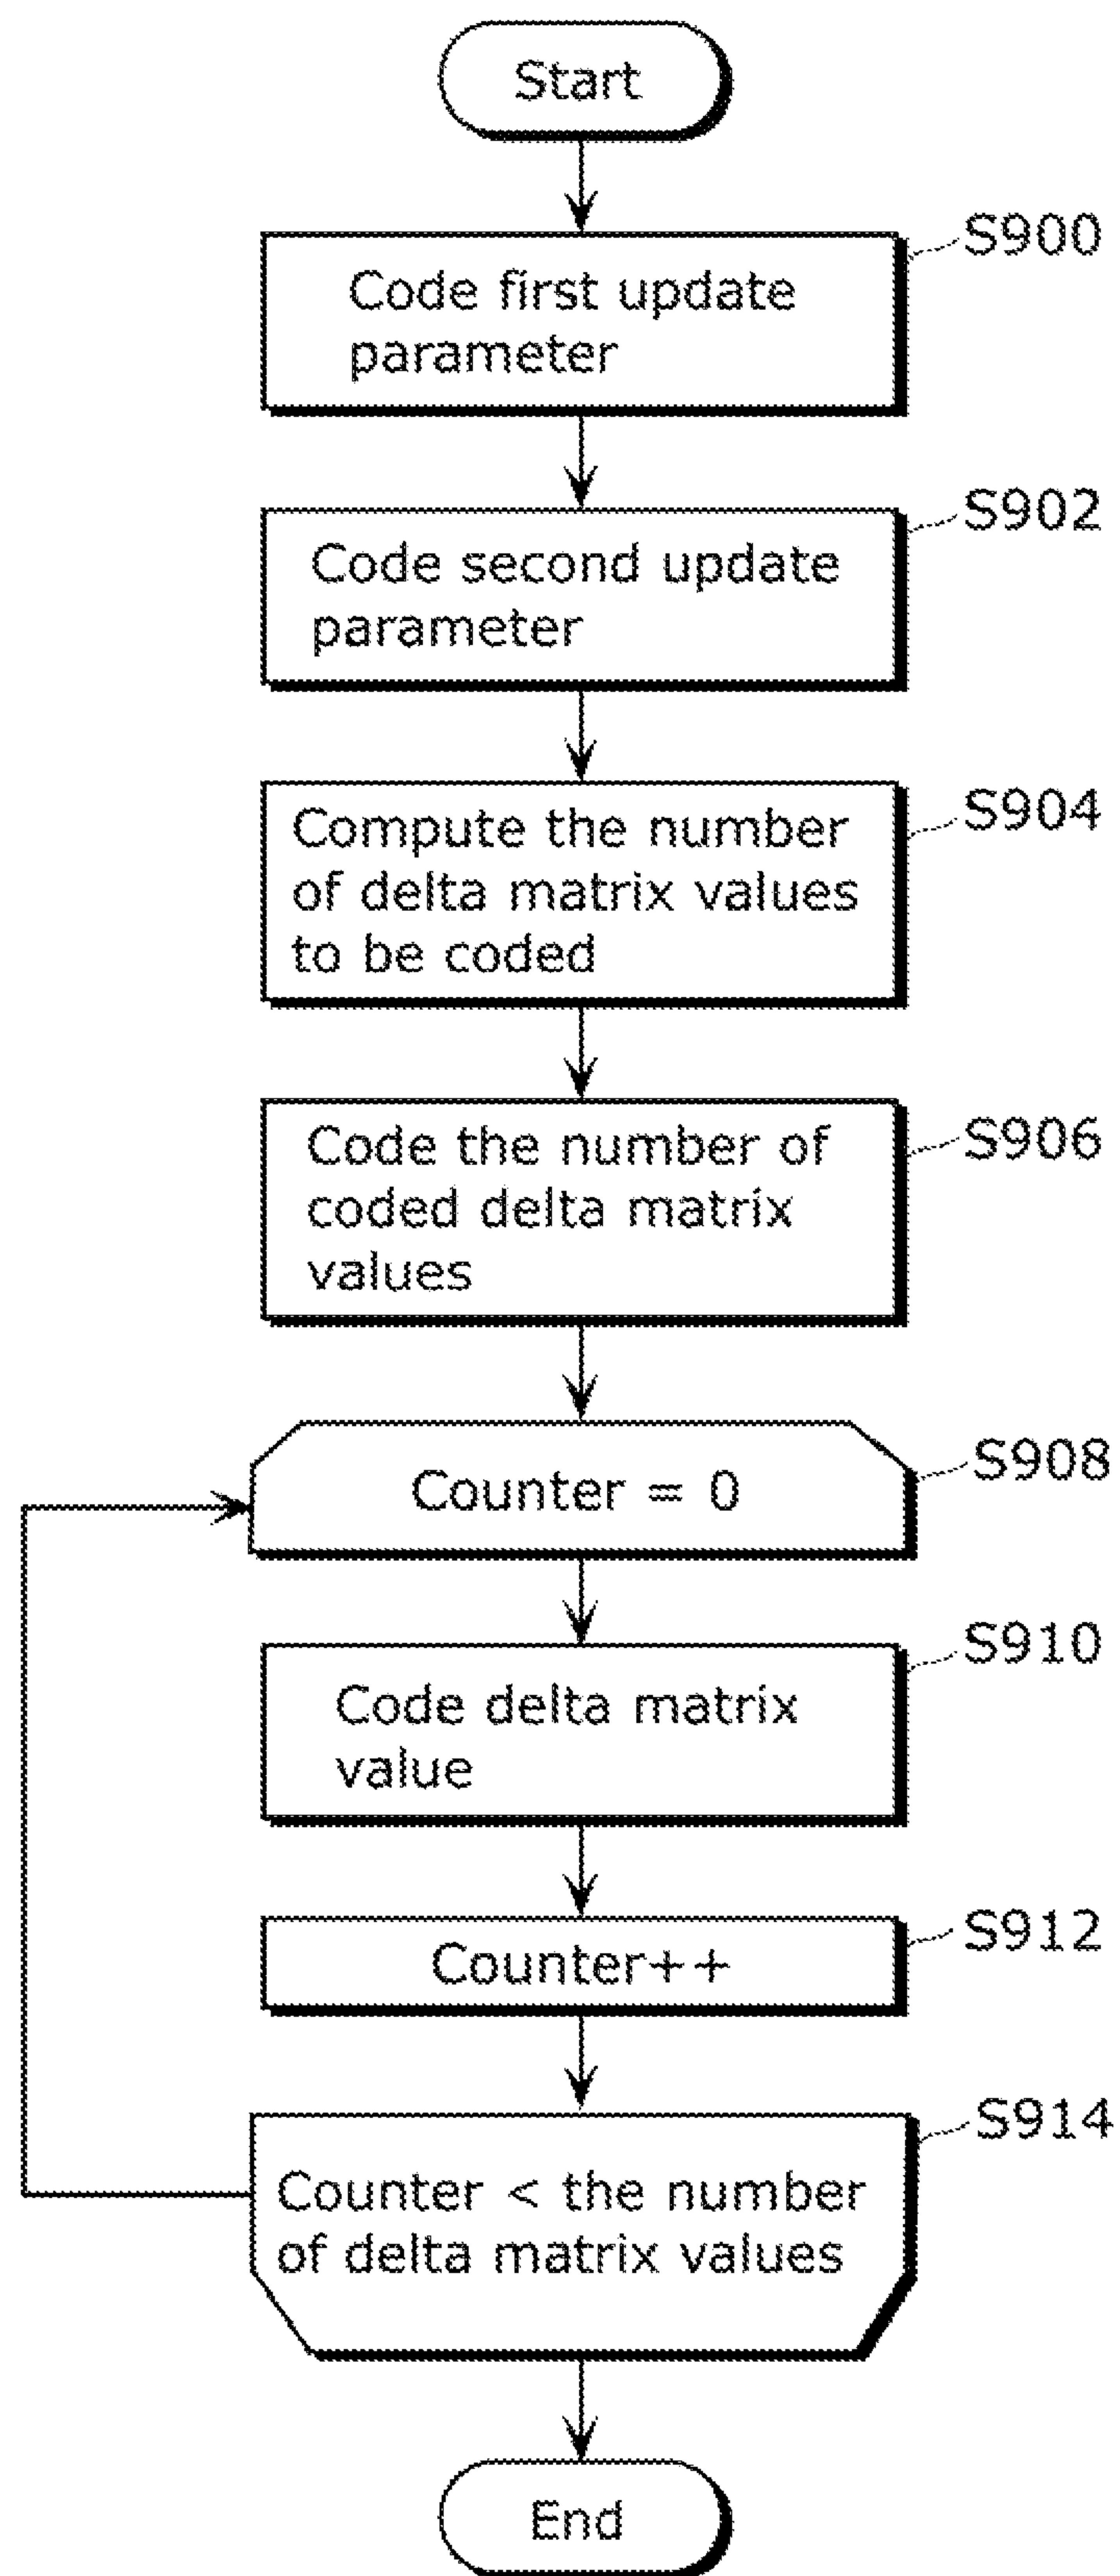 Start
S900
Code first update
parameter
S902
Code second update
parameter
S904
Compute the number
of delta matrix values
to be coded
S906
Code the number of
coded delta matrix
values
S908
Counter = 0
S910
Code delta matrix
value
S912
Counter++
S914
Counter < the number
of delta matrix values
End